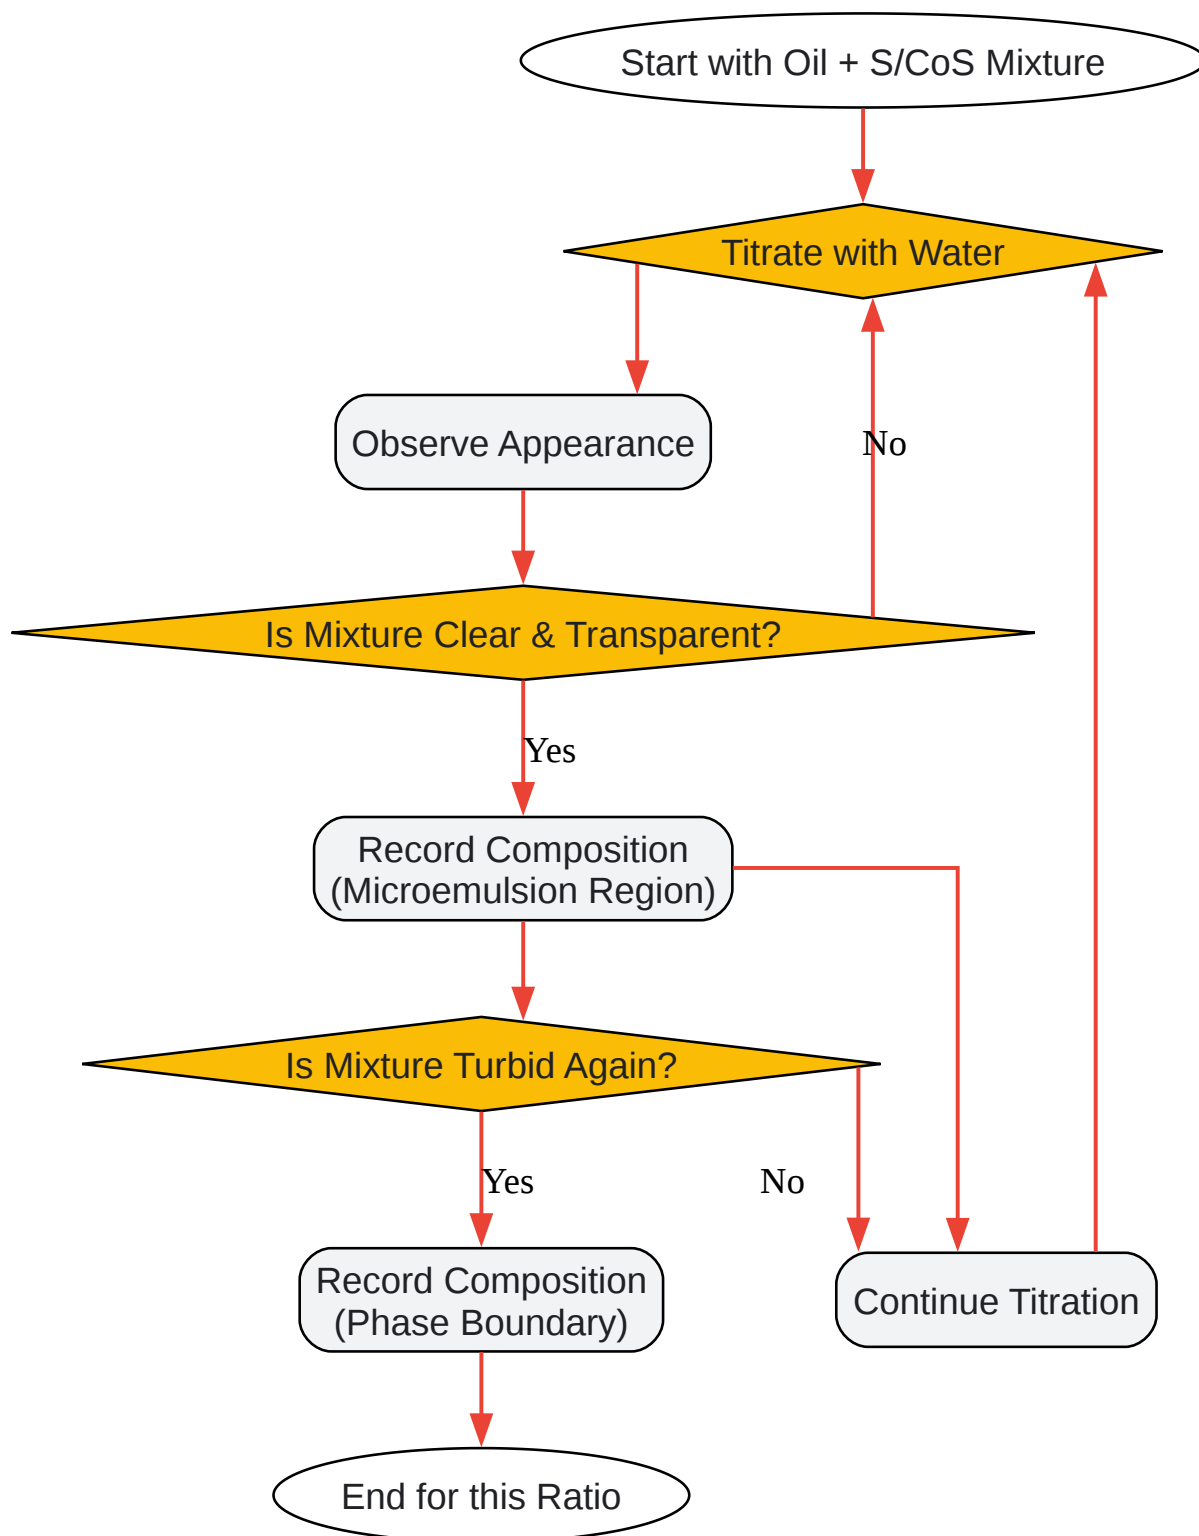 Start with Oil + S/CoS Mixture
Titrate with Water
Observe Appearance
No
Is Mixture Clear & Transparent?
Yes
Record Composition
(Microemulsion Region)
Is Mixture Turbid Again?
Yes
No
Record Composition
(Phase Boundary)
Continue Titration
End for this Ratio